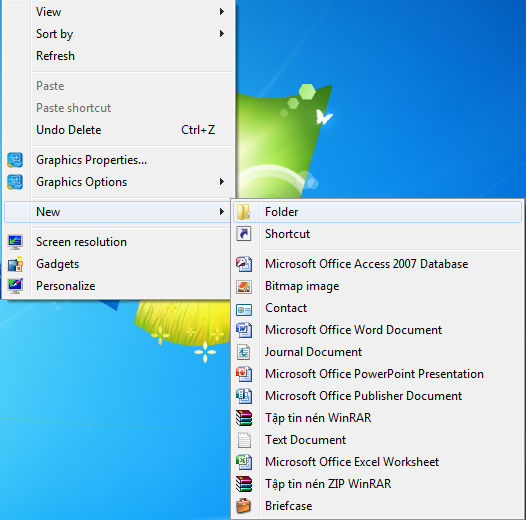 View
Sort by
Refresh
Paste
Paste shortcut
Undo Delete Ctrl+Z
Graphics Properties...
Graphics Options
New
Screen resolution
Gadgets
Personalize
Folder
Shortcut
Microsoft Office Access 2007 Database
Bitmap image
Contact
Microsoft Office Word Document
Journal Document
Microsoft Office PowerPoint Presentation
Microsoft Office Publisher Document
Tập tin nén WinRAR
Text Document
Microsoft Office Excel Worksheet
Tập tin nén ZIP WinRAR
Briefcase